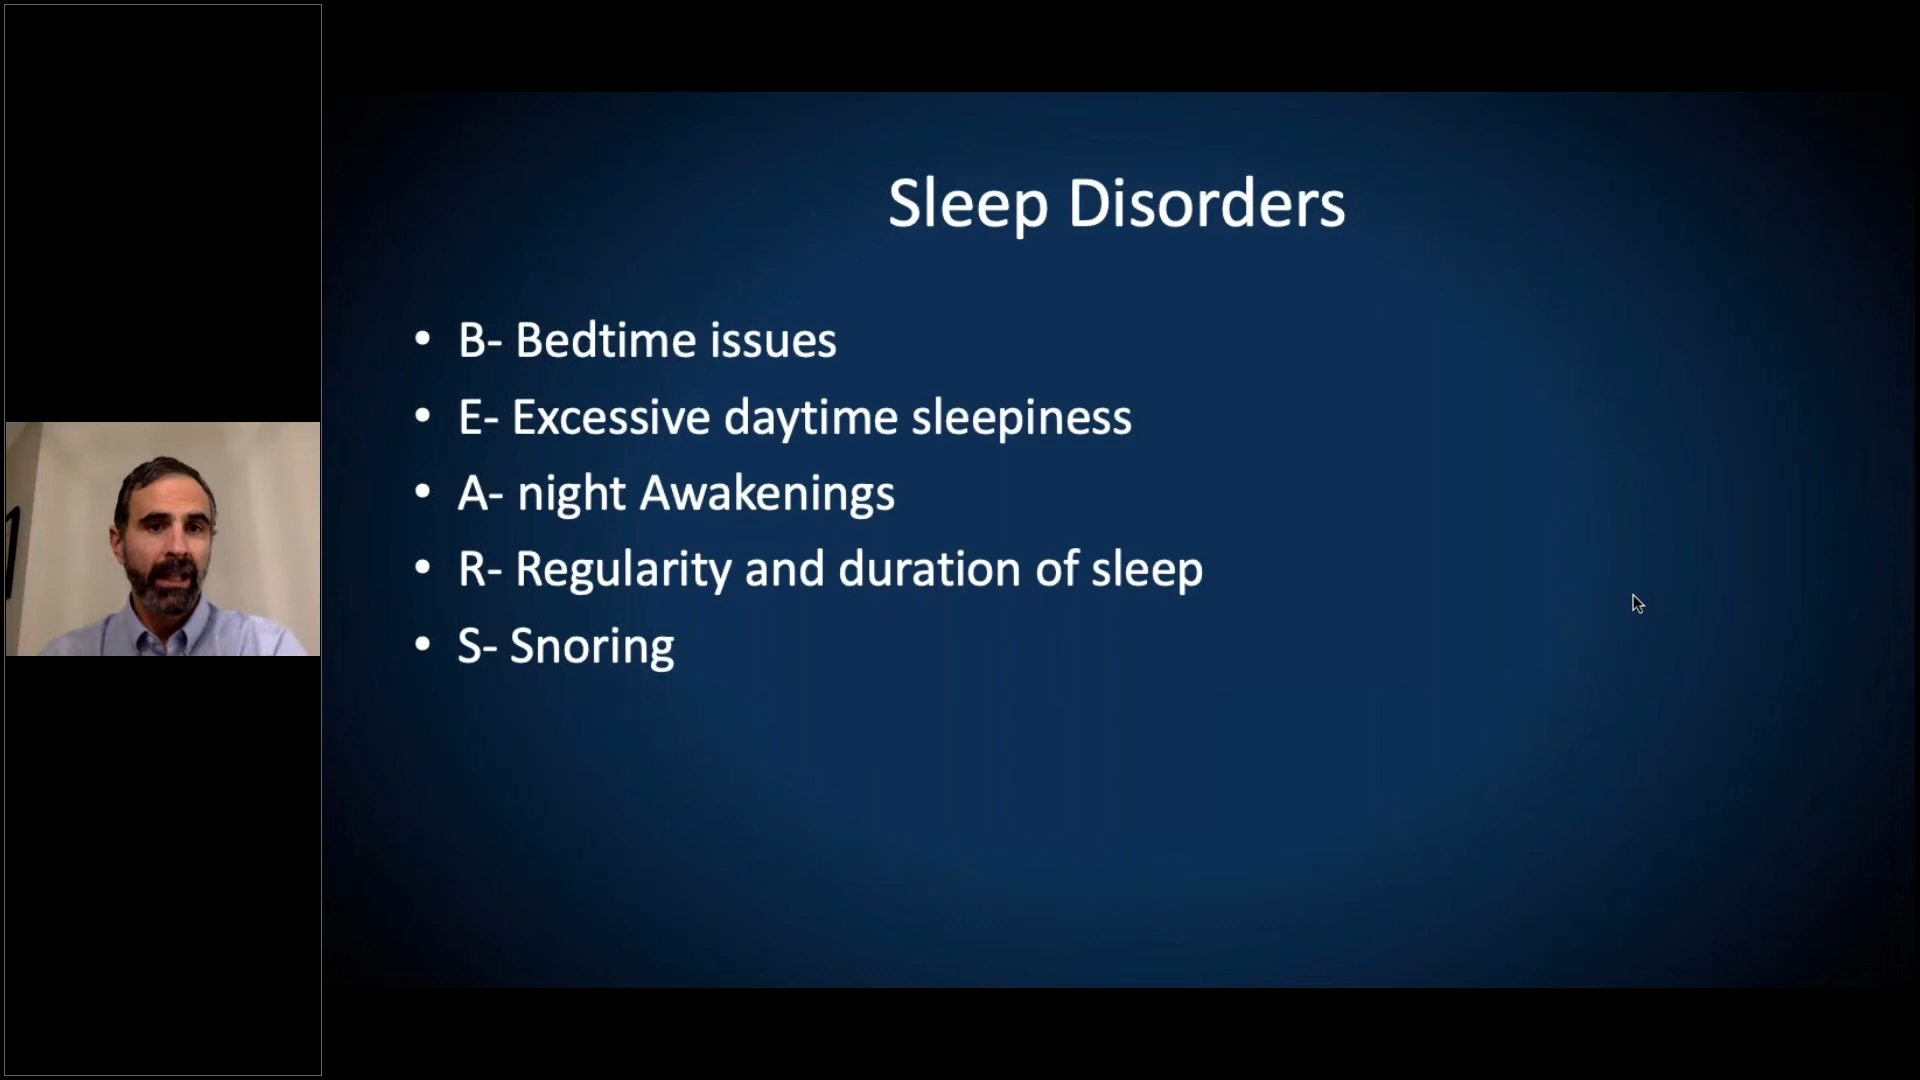 Sleep Disorders
• B- Bedtime issues
• E- Excessive daytime sleepiness
• A- night Awakenings
• R- Regularity and duration of sleep
• S- Snoring